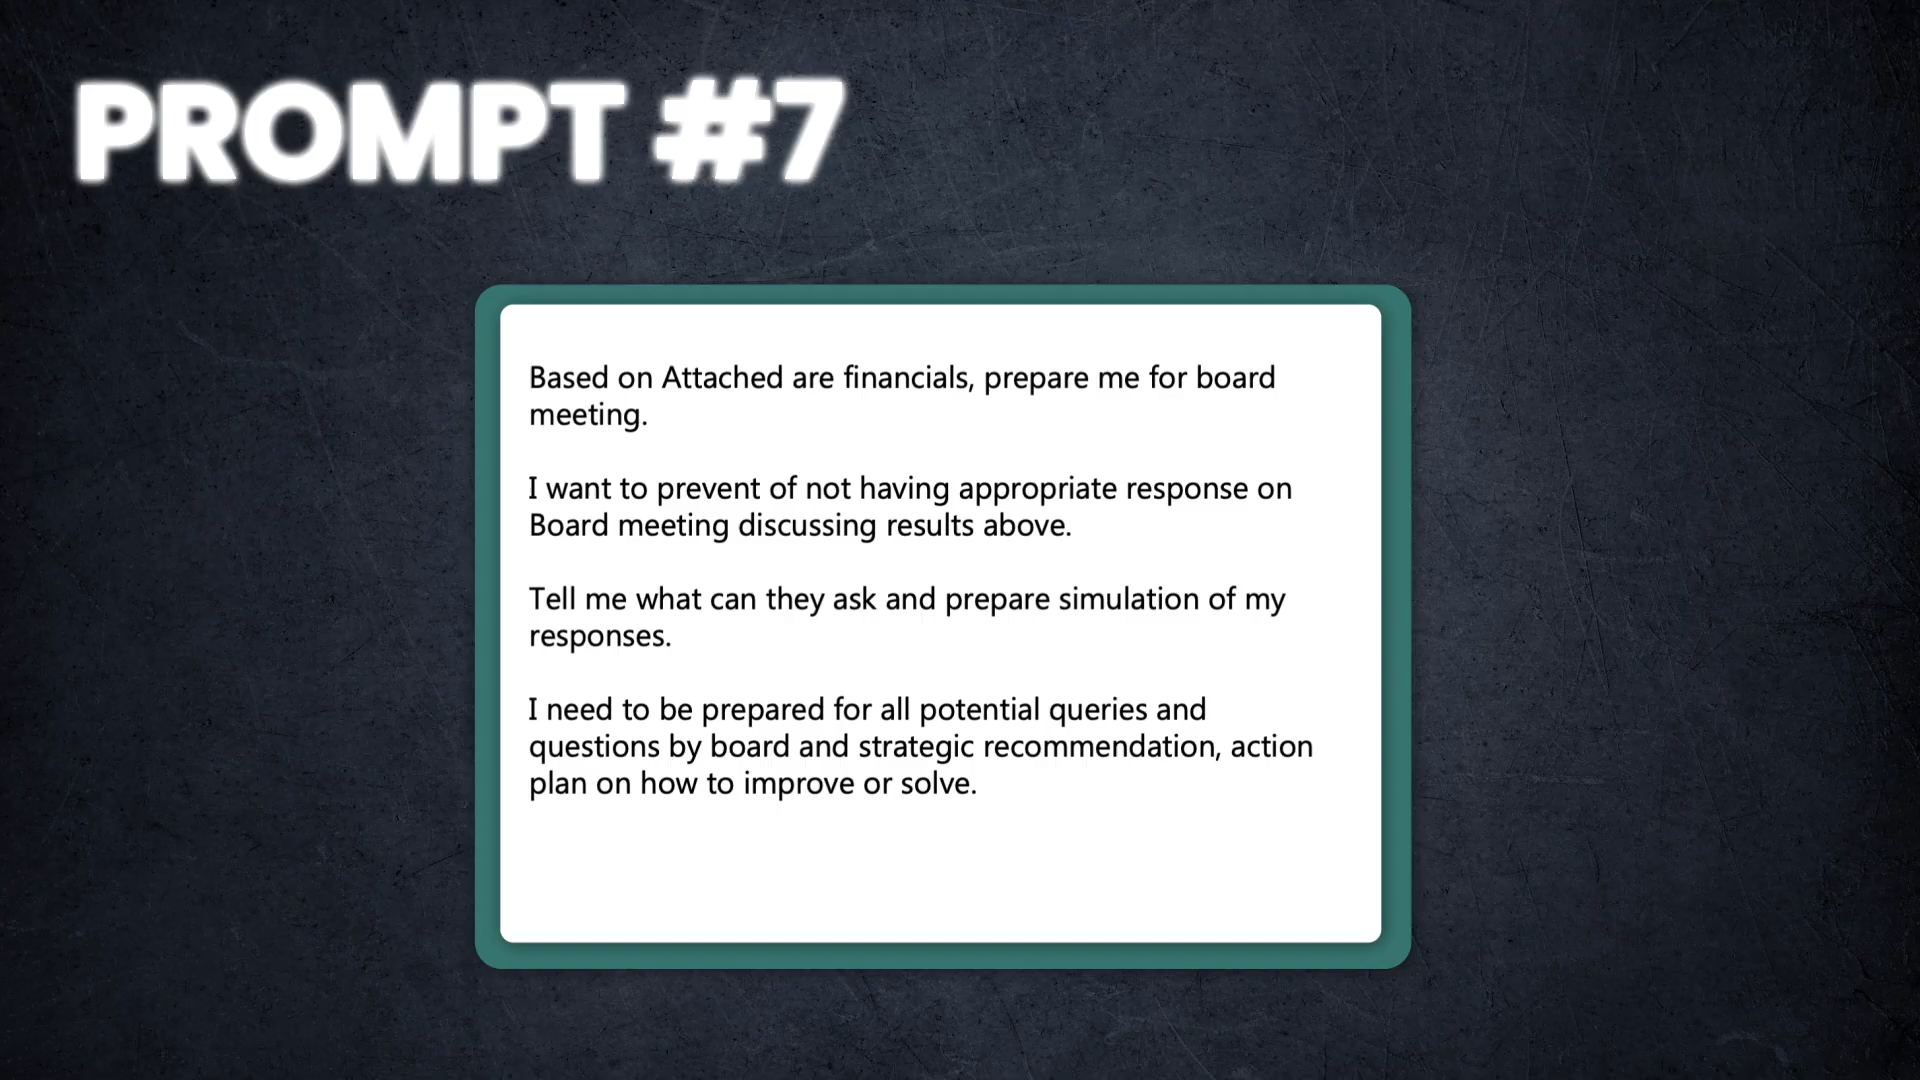 PROMPT #7
Based on Attached are financials, prepare me for board
meeting.
I want to prevent of not having appropriate response on
Board meeting discussing results above.
Tell me what can they ask and prepare simulation of my
responses.
I need to be prepared for all potential queries and
questions by board and strategic recommendation, action
plan on how to improve or solve.